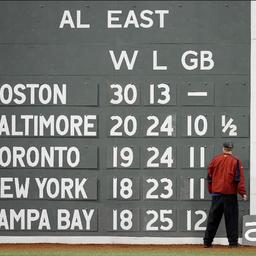 AL EAST
W L GB
OSTON 30 13 —
ALTIMORE 20 24 10 ½
ORONTO 19 24 11
EW YORK 18 23 11
AMPA BAY 18 25 12